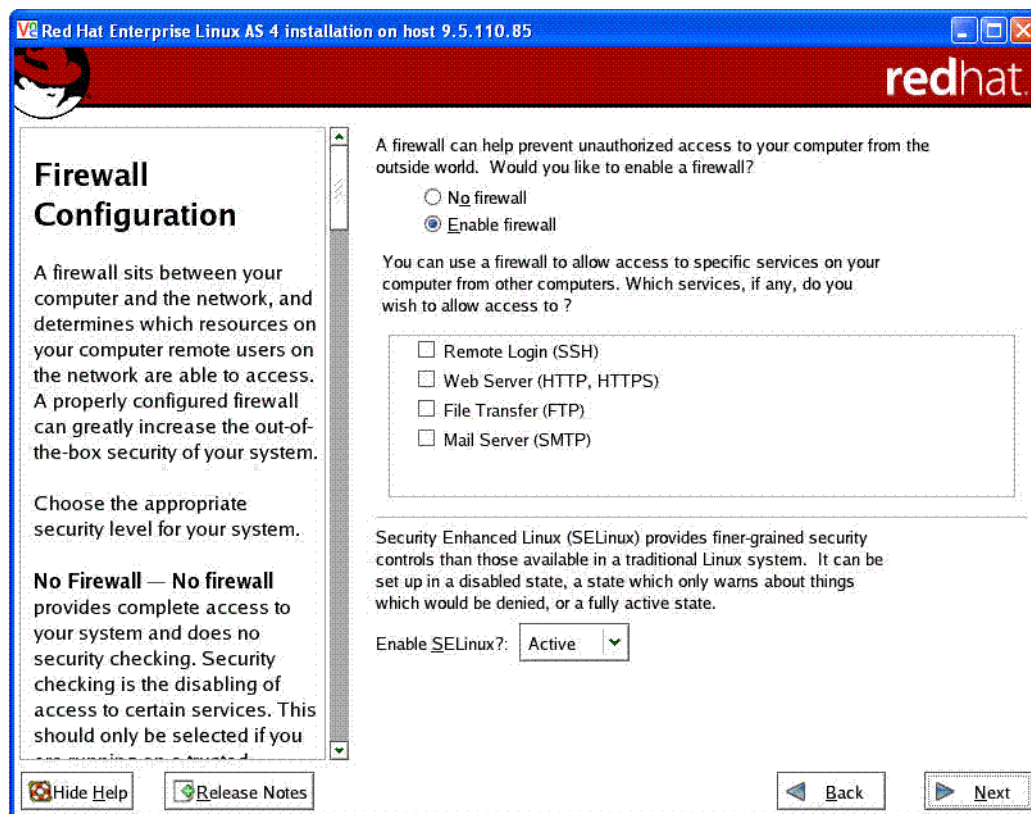 Red Hat Enterprise Linux AS 4 installation on host 9.5.110.85
redhat.
Firewall
Configuration
A firewall sits between your
computer and the network, and
determines which resources on
your computer remote users on
the network are able to access.
A properly configured firewall
can greatly increase the out-of-
the-box security of your system.
Choose the appropriate
security level for your system.
No Firewall — No firewall
provides complete access to
your system and does no
security checking. Security
checking is the disabling of
access to certain services. This
should only be selected if you
are running on a trusted
A firewall can help prevent unauthorized access to your computer from the
outside world. Would you like to enable a firewall?
No firewall
Enable firewall
You can use a firewall to allow access to specific services on your
computer from other computers. Which services, if any, do you
wish to allow access to ?
Remote Login (SSH)
Web Server (HTTP, HTTPS)
File Transfer (FTP)
Mail Server (SMTP)
Security Enhanced Linux (SELinux) provides finer-grained security
controls than those available in a traditional Linux system. It can be
set up in a disabled state, a state which only warns about things
which would be denied, or a fully active state.
Enable SELinux?: Active
Hide Help
Release Notes
Back
Next